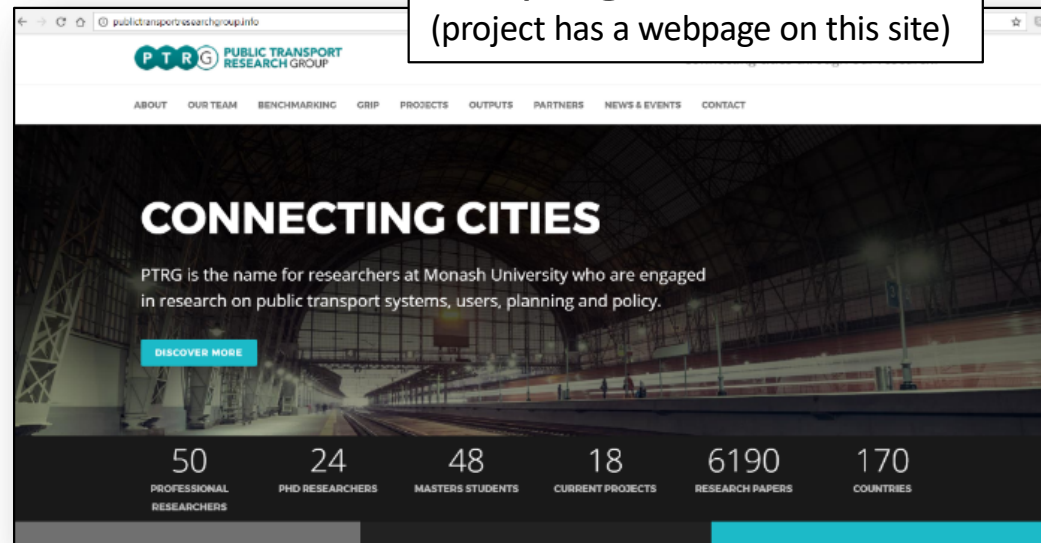 (project has a webpage on this site)
publictransportresearchgroup.info
PTRG PUBLIC TRANSPORT
RESEARCH GROUP
ABOUT OUR TEAM BENCHMARKING GRIP PROJECTS OUTPUTS PARTNERS NEWS & EVENTS CONTACT
CONNECTING CITIES
PTRG is the name for researchers at Monash University who are engaged
in research on public transport systems, users, planning and policy.
DISCOVER MORE
50 24 48 18 6190 170
PROFESSIONAL PHD RESEARCHERS MASTERS STUDENTS CURRENT PROJECTS RESEARCH PAPERS COUNTRIES
RESEARCHERS